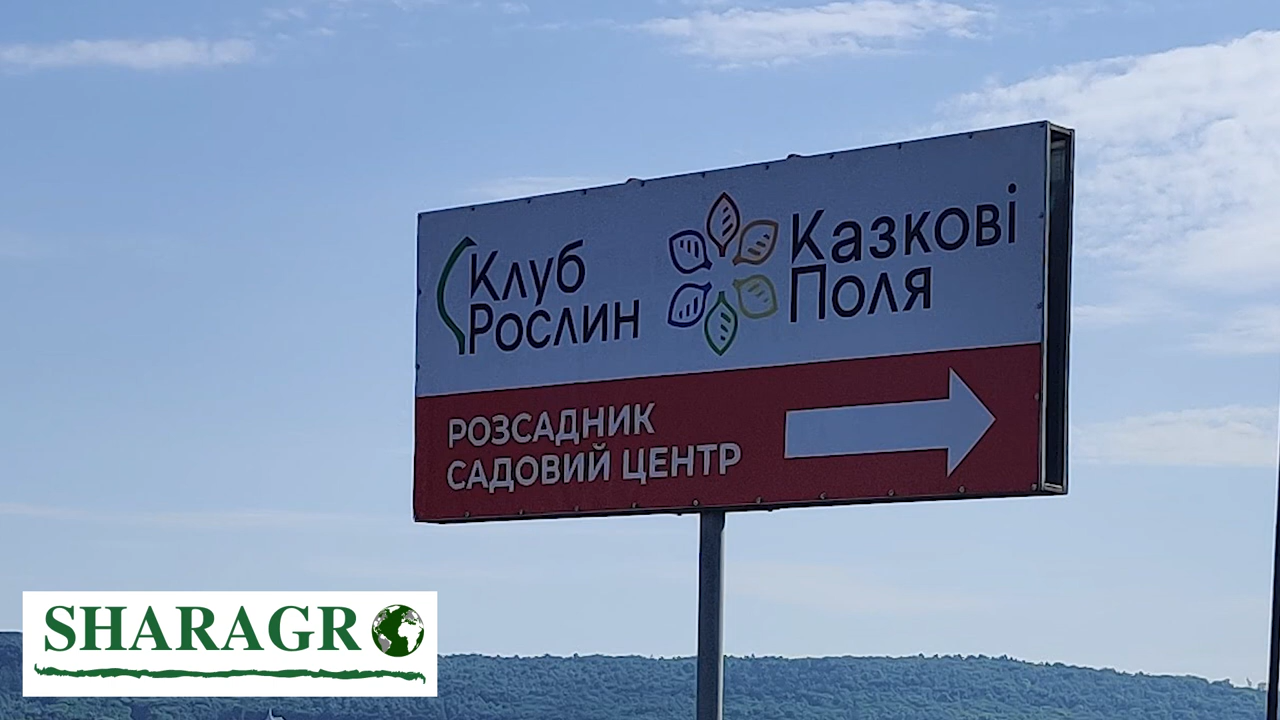 Клуб
Рослин
Казкові
Поля
РОЗСАДНИК
САДОВИЙ ЦЕНТР
SHARAGRO